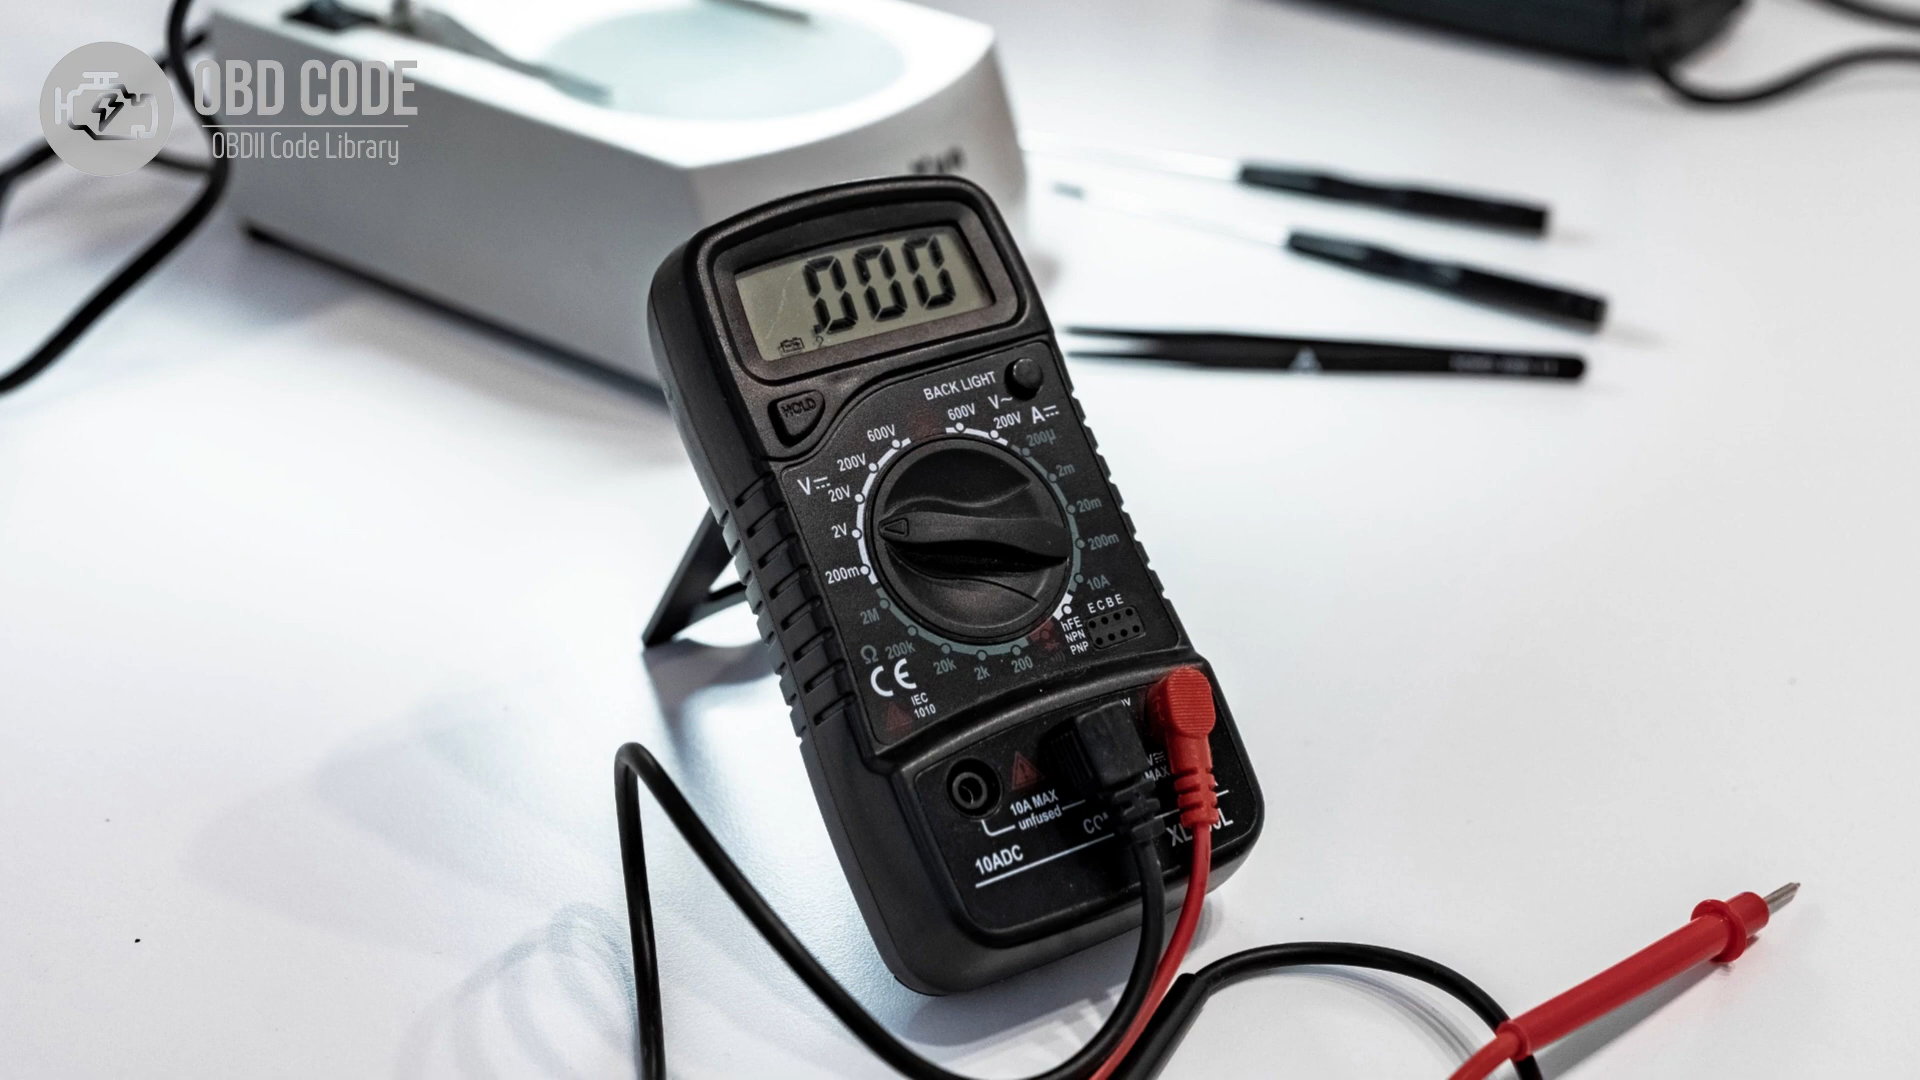 OBD CODE
OBDII Code Library
.000
HOLD
BACK LIGHT
600V
V~
600V
200V
A
200V
200µ
V
20V
2m
2V
20m
200m
200m
10A
2M
E C B E
hFE
NPN
PNP
Ω
200k
20k
2k
200
CE
IEC
1010
10A MAX
unfused
MAX
10ADC